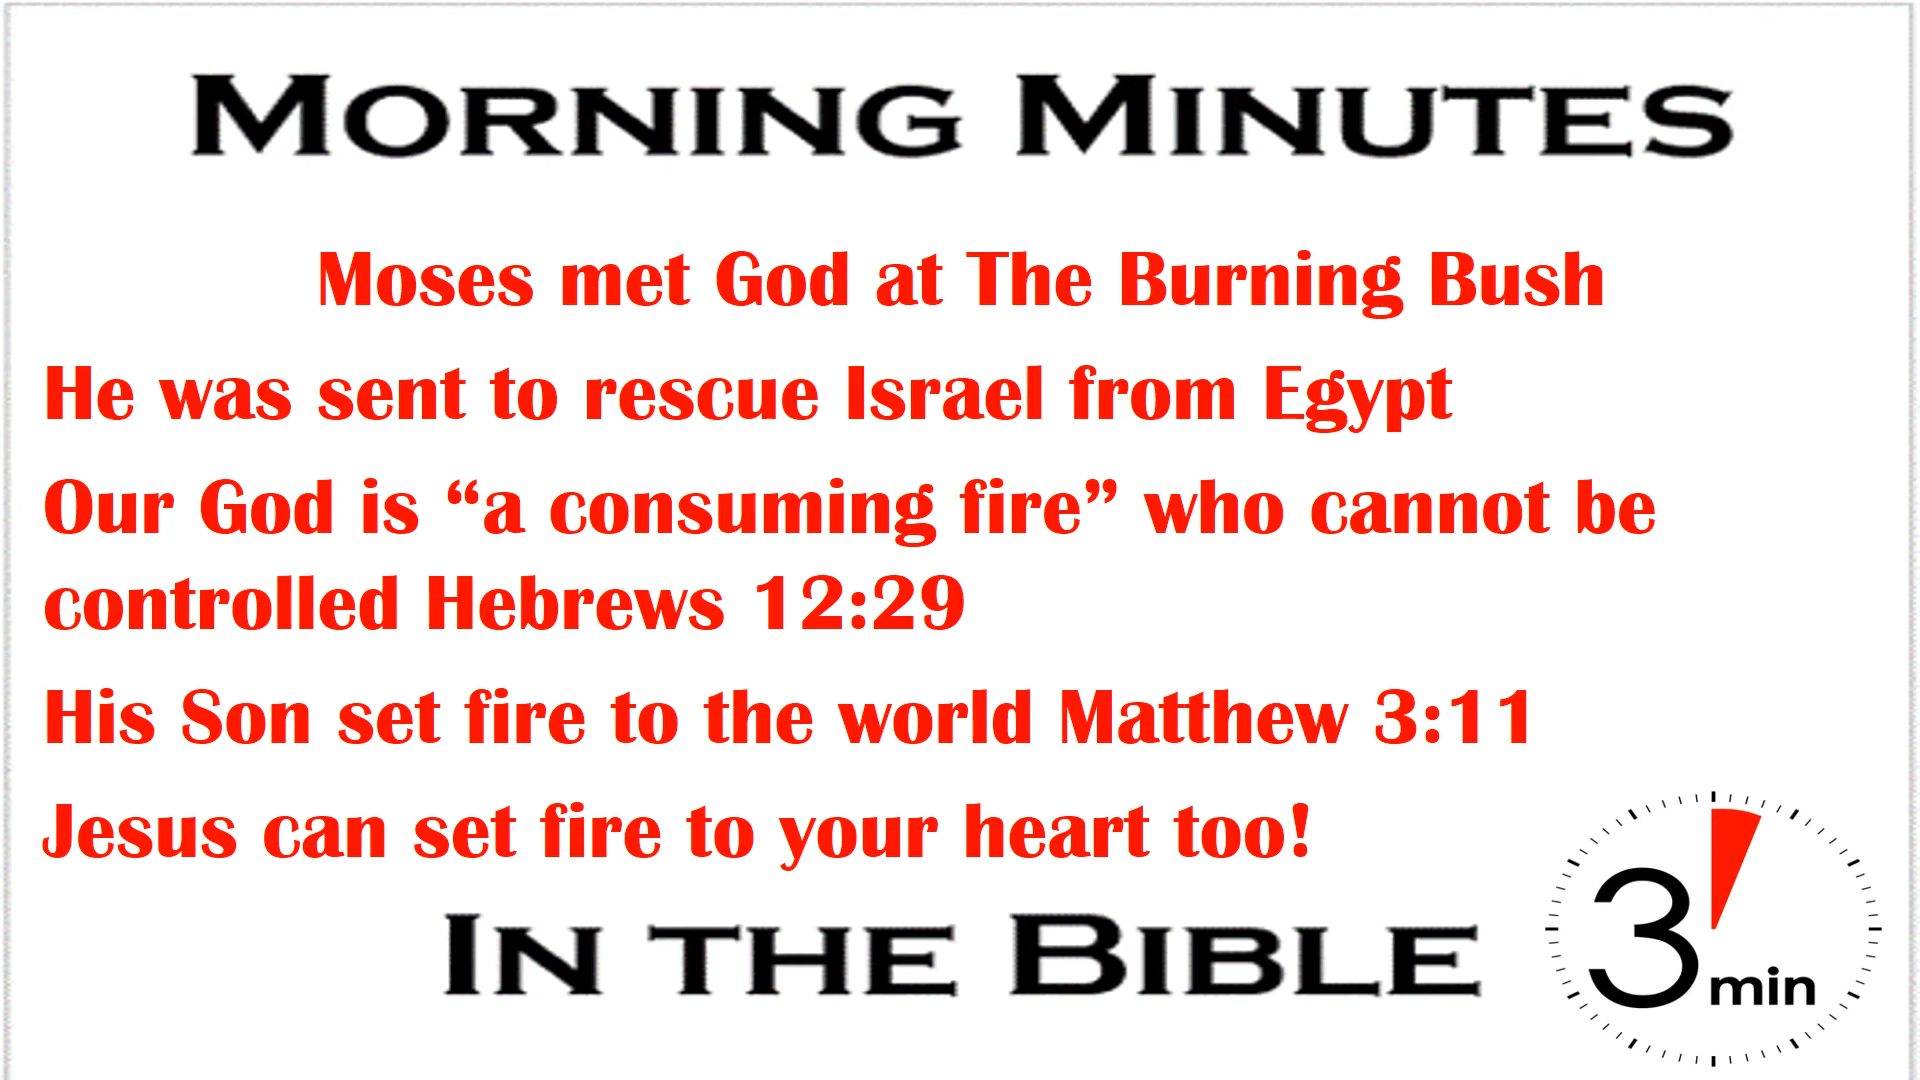 MORNING MINUTES
Moses met God at The Burning Bush
He was sent to rescue Israel from Egypt
Our God is “a consuming fire” who cannot be
controlled Hebrews 12:29
His Son set fire to the world Matthew 3:11
Jesus can set fire to your heart too!
IN THE BIBLE
3 min